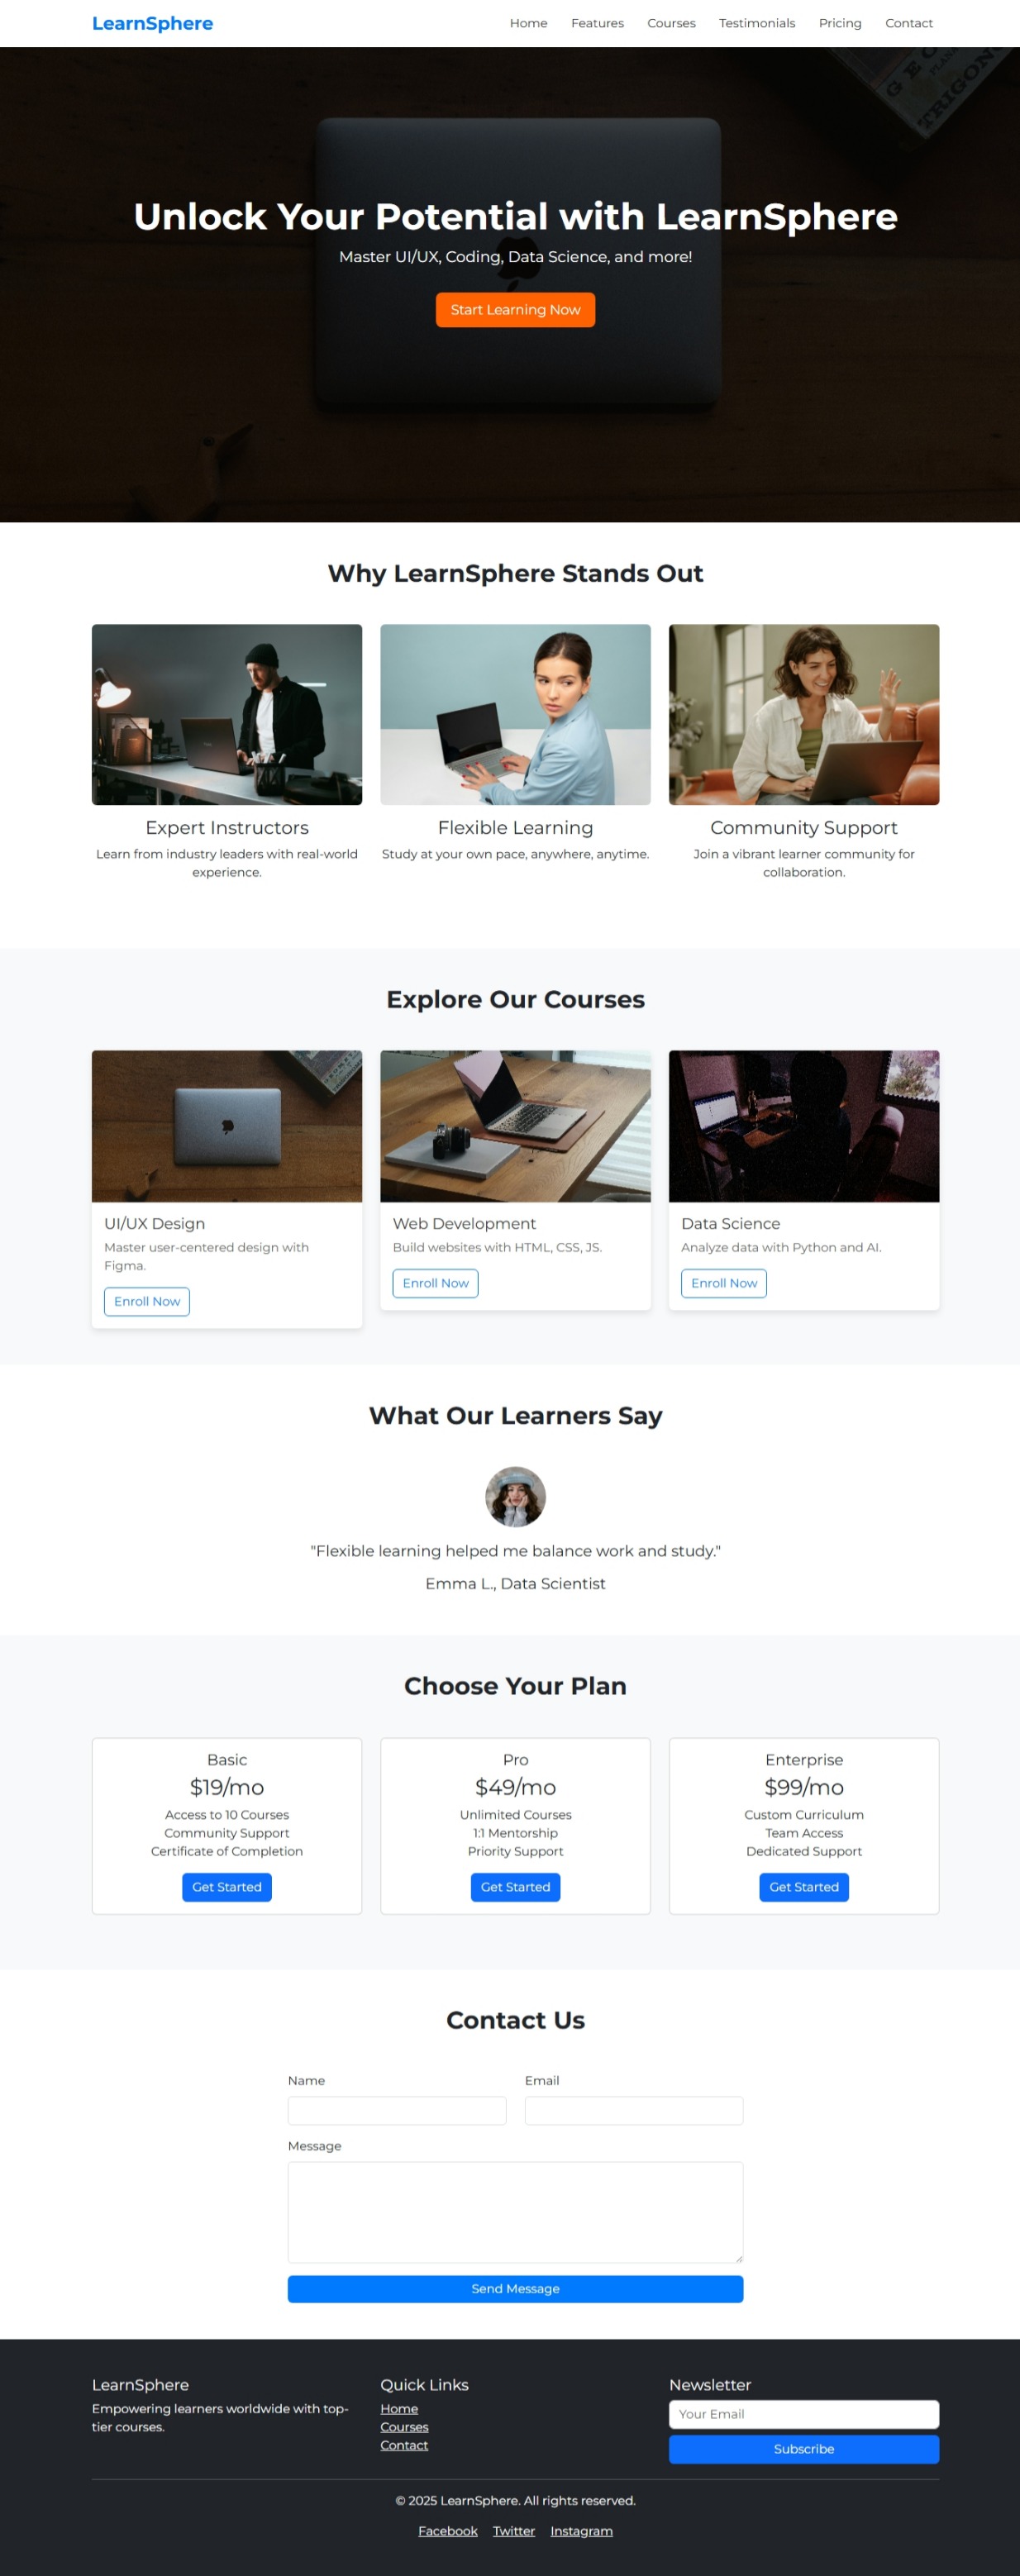 LearnSphere
Home Features Courses Testimonials Pricing Contact
GEO
PLAN
TRIGON
Unlock Your Potential with LearnSphere
Master UI/UX, Coding, Data Science, and more!
Start Learning Now
Why LearnSphere Stands Out
Expert Instructors
Learn from industry leaders with real-world
experience.
Flexible Learning
Study at your own pace, anywhere, anytime.
Community Support
Join a vibrant learner community for
collaboration.
Explore Our Courses
UI/UX Design
Master user-centered design with
Figma.
Enroll Now
Web Development
Build websites with HTML, CSS, JS.
Enroll Now
Data Science
Analyze data with Python and AI.
Enroll Now
What Our Learners Say
"Flexible learning helped me balance work and study."
Emma L., Data Scientist
Choose Your Plan
Basic
$19/mo
Access to 10 Courses
Community Support
Certificate of Completion
Get Started
Pro
$49/mo
Unlimited Courses
1:1 Mentorship
Priority Support
Get Started
Enterprise
$99/mo
Custom Curriculum
Team Access
Dedicated Support
Get Started
Contact Us
Name
Email
Message
Send Message
LearnSphere
Empowering learners worldwide with top-
tier courses.
Quick Links
Home
Courses
Contact
Newsletter
Your Email
Subscribe
© 2025 LearnSphere. All rights reserved.
Facebook Twitter Instagram